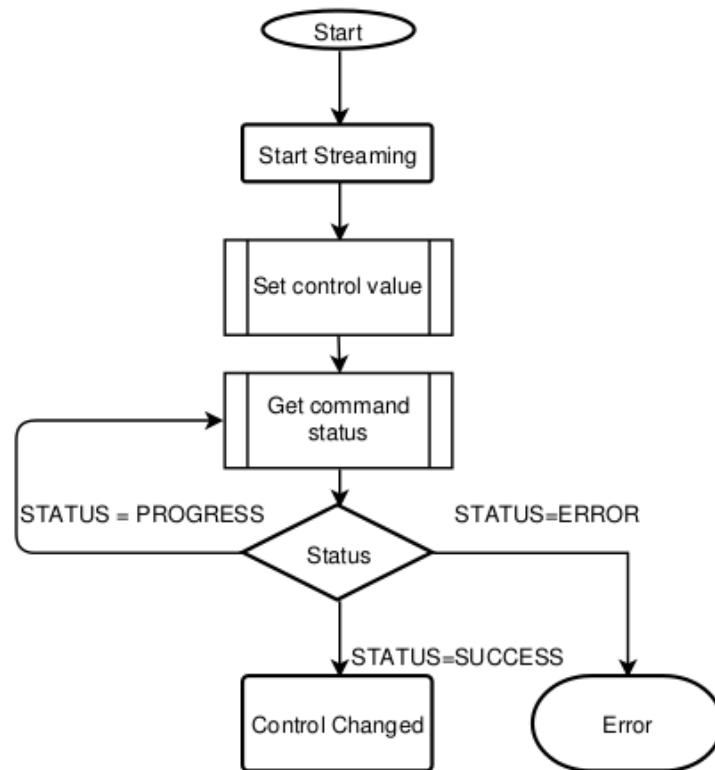 Start
Start Streaming
Set control value
Get command
status
STATUS = PROGRESS
STATUS=ERROR
Status
STATUS=SUCCESS
Control Changed
Error